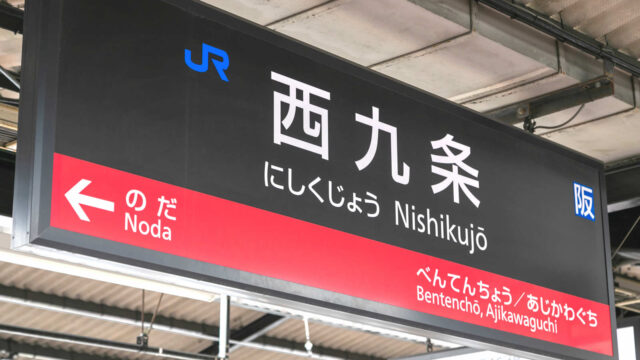 JR
西九条
にしくじょう Nishikujō
阪
← のだ
Noda
べんてんちょう／あじかわぐち
Bentenchō, Ajikawaguchi